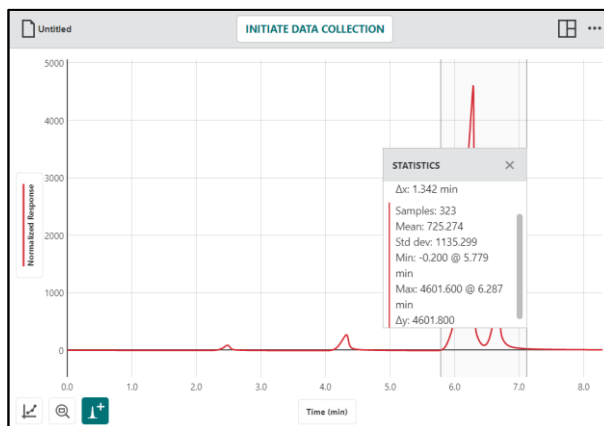 Untitled
INITIATE DATA COLLECTION
5000
4000
3000
2000
1000
0
Normalized Response
STATISTICS
Δx: 1.342 min
Samples: 323
Mean: 725.274
Std dev: 1135.299
Min: -0.200 @ 5.779
min
Max: 4601.600 @ 6.287
min
Δy: 4601.800
0.0 1.0 2.0 3.0 4.0 5.0 6.0 7.0 8.0
Time (min)